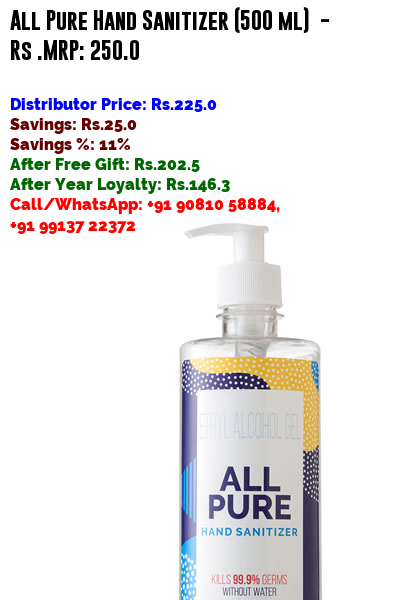 All Pure Hand Sanitizer (500 ml) -
Rs .MRP: 250.0
Distributor Price: Rs.225.0
Savings: Rs.25.0
Savings %: 11%
After Free Gift: Rs.202.5
After Year Loyalty: Rs.146.3
Call/WhatsApp: +91 90810 58884,
+91 99137 22372
ETHYL ALCOHOL GEL
ALL
PURE
HAND SANITIZER
KILLS 99.9% GERMS
WITHOUT WATER